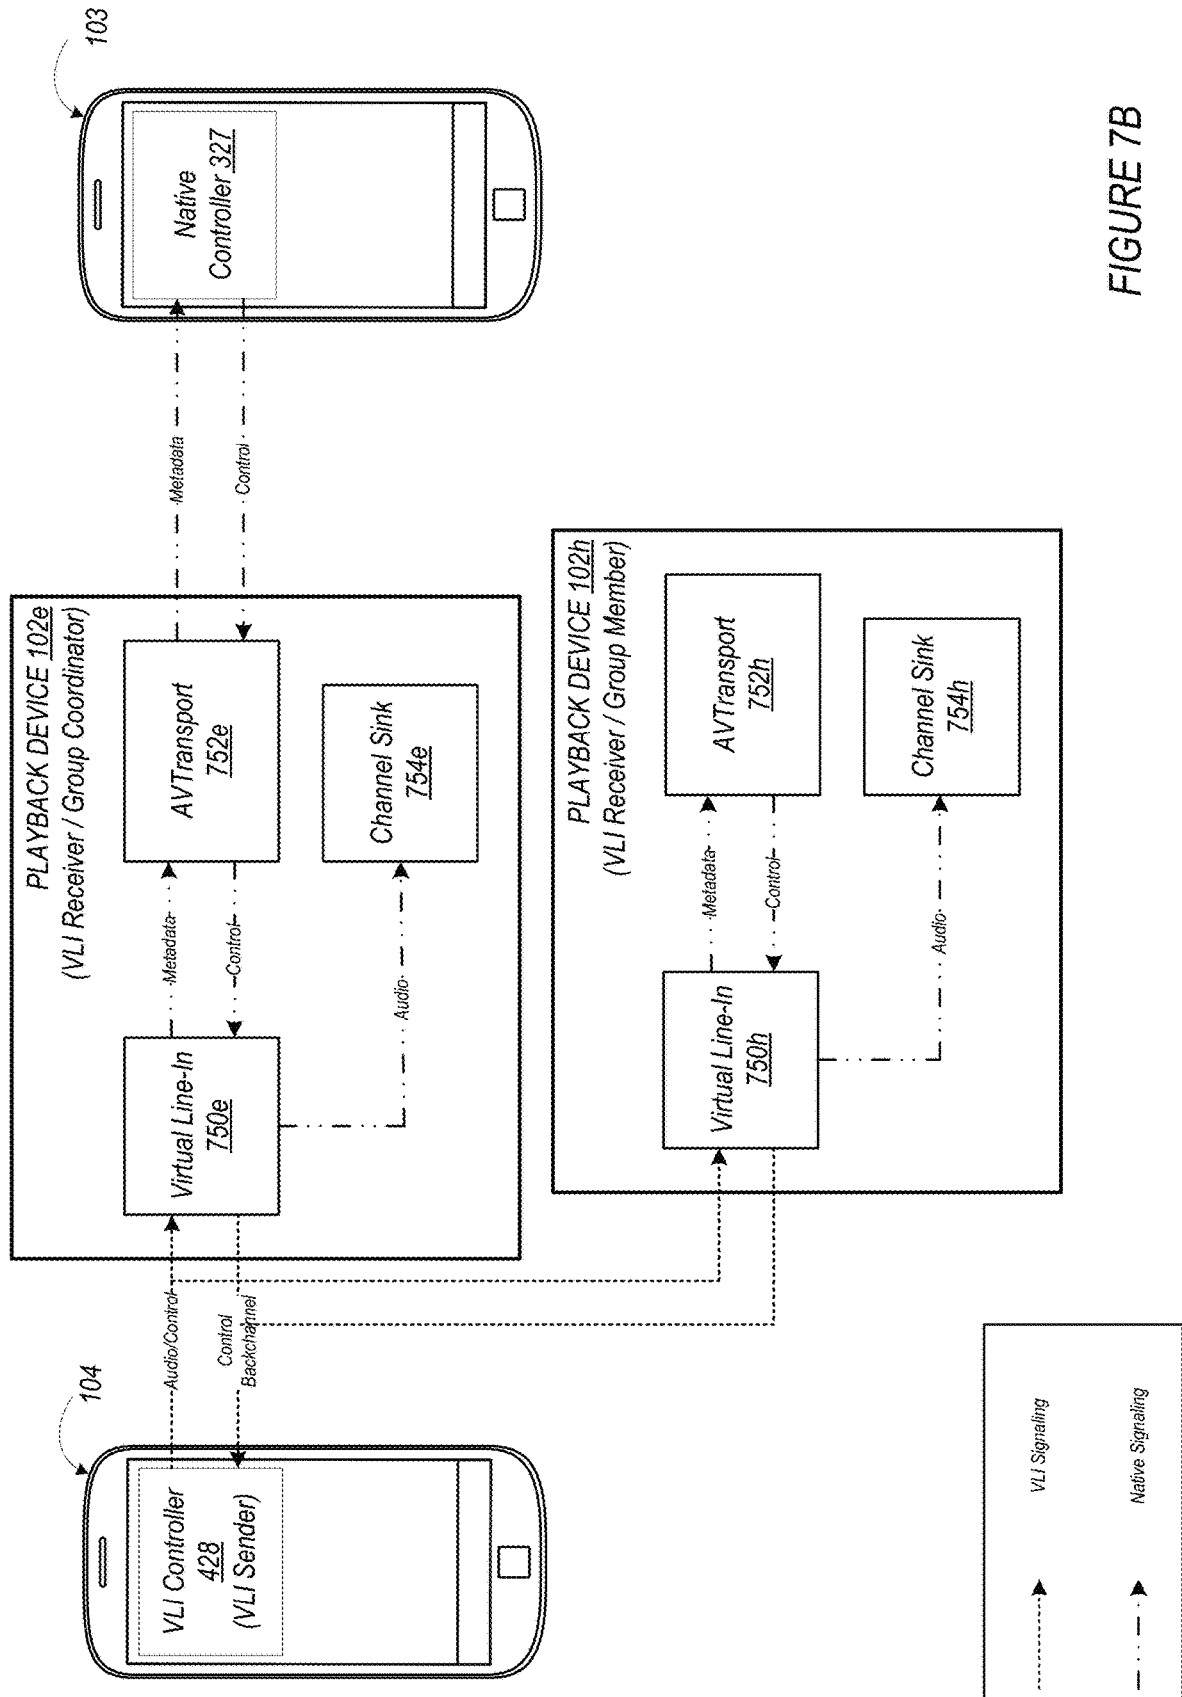 104
VLI Controller
428
(VLI Sender)
Audio/Control
Control
Backchannel
PLAYBACK DEVICE 102e
(VLI Receiver / Group Coordinator)
Virtual Line-In
750e
Metadata
Control
AVTransport
752e
Audio
Channel Sink
754e
Metadata
Control
103
Native
Controller 327
PLAYBACK DEVICE 102h
(VLI Receiver / Group Member)
Virtual Line-In
750h
Metadata
Control
AVTransport
752h
Audio
Channel Sink
754h
VLI Signaling
Native Signaling
FIGURE 7B